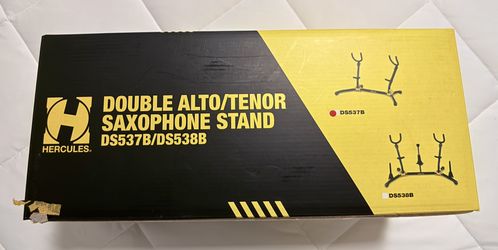 HERCULES
DOUBLE ALTO/TENOR
SAXOPHONE STAND
DS537B/DS538B
DS537B
DS538B